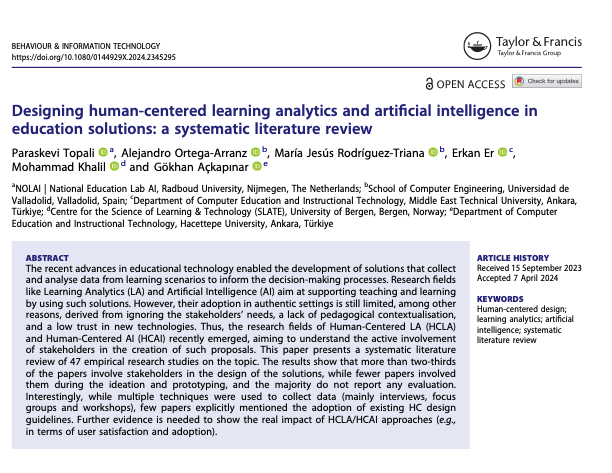 BEHAVIOUR & INFORMATION TECHNOLOGY
https://doi.org/10.1080/0144929X.2024.2345295
Taylor & Francis
Taylor & Francis Group
OPEN ACCESS
Check for updates
Designing human-centered learning analytics and artificial intelligence in
education solutions: a systematic literature review
Paraskevi Topali iD a, Alejandro Ortega-Arranz iD b, María Jesús Rodríguez-Triana iD b, Erkan Er iD c,
Mohammad Khalil iD d and Gökhan Açkapınar iD e
aNOLAI | National Education Lab AI, Radboud University, Nijmegen, The Netherlands; bSchool of Computer Engineering, Universidad de
Valladolid, Valladolid, Spain; cDepartment of Computer Education and Instructional Technology, Middle East Technical University, Ankara,
Türkiye; dCentre for the Science of Learning & Technology (SLATE), University of Bergen, Bergen, Norway; eDepartment of Computer
Education and Instructional Technology, Hacettepe University, Ankara, Türkiye
ABSTRACT
The recent advances in educational technology enabled the development of solutions that collect
and analyse data from learning scenarios to inform the decision-making processes. Research fields
like Learning Analytics (LA) and Artificial Intelligence (AI) aim at supporting teaching and learning
by using such solutions. However, their adoption in authentic settings is still limited, among other
reasons, derived from ignoring the stakeholders' needs, a lack of pedagogical contextualisation,
and a low trust in new technologies. Thus, the research fields of Human-Centered LA (HCLA)
and Human-Centered AI (HCAI) recently emerged, aiming to understand the active involvement
of stakeholders in the creation of such proposals. This paper presents a systematic literature
review of 47 empirical research studies on the topic. The results show that more than two-thirds
of the papers involve stakeholders in the design of the solutions, while fewer papers involved
them during the ideation and prototyping, and the majority do not report any evaluation.
Interestingly, while multiple techniques were used to collect data (mainly interviews, focus
groups and workshops), few papers explicitly mentioned the adoption of existing HC design
guidelines. Further evidence is needed to show the real impact of HCLA/HCAI approaches (e.g.,
in terms of user satisfaction and adoption).
ARTICLE HISTORY
Received 15 September 2023
Accepted 7 April 2024
KEYWORDS
Human-centered design;
learning analytics; artificial
intelligence; systematic
literature review